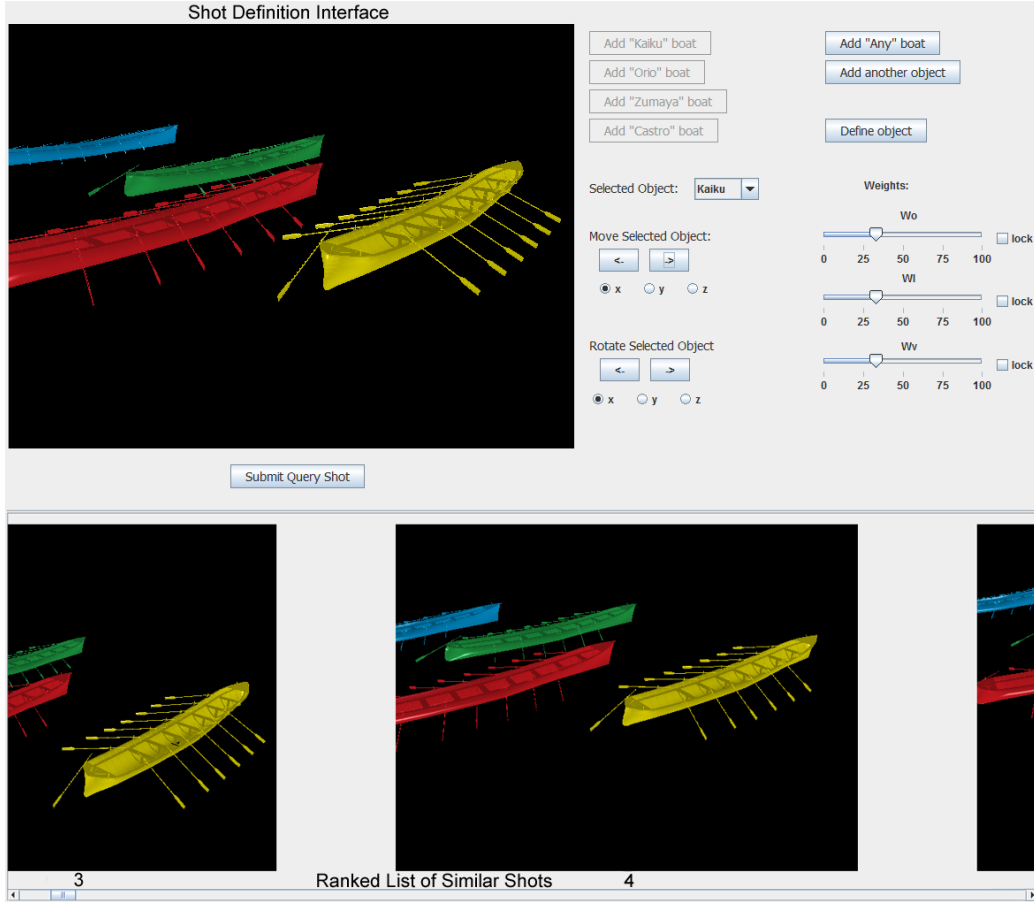 Shot Definition Interface
Add "Kaiku" boat
Add "Any" boat
Add "Orio" boat
Add another object
Add "Zumaya" boat
Add "Castro" boat
Define object
Selected Object: Kaiku
Weights:
Wo
lock
0 25 50 75 100
Move Selected Object:
<- ->
x y z
Wl
lock
0 25 50 75 100
Rotate Selected Object
<- ->
x y z
Wv
lock
0 25 50 75 100
Submit Query Shot
3 Ranked List of Similar Shots 4